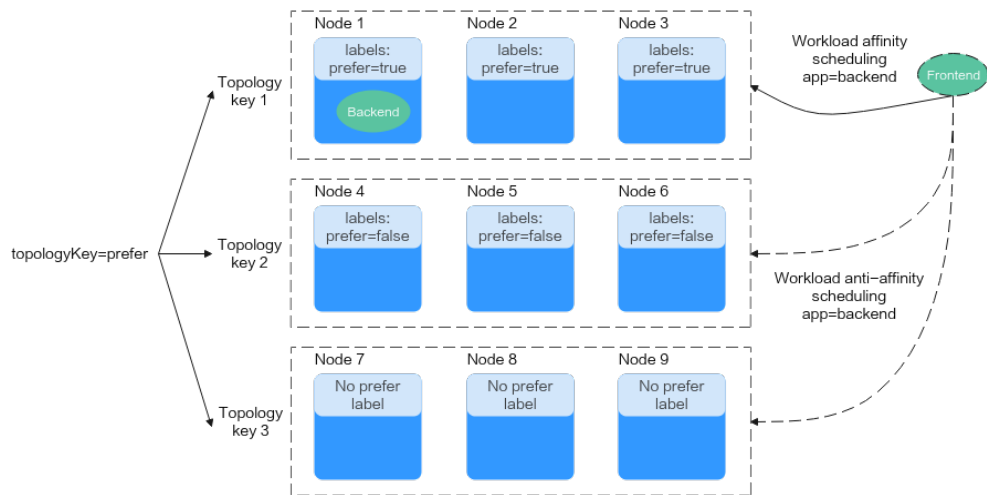 Node 1
Node 2
Node 3
labels:
prefer=true
labels:
prefer=true
labels:
prefer=true
Backend
Topology
key 1
Workload affinity
scheduling
app=backend
Frontend
topologyKey=prefer
Node 4
Node 5
Node 6
labels:
prefer=false
labels:
prefer=false
labels:
prefer=false
Topology
key 2
Workload anti-affinity
scheduling
app=backend
Node 7
Node 8
Node 9
No prefer
label
No prefer
label
No prefer
label
Topology
key 3